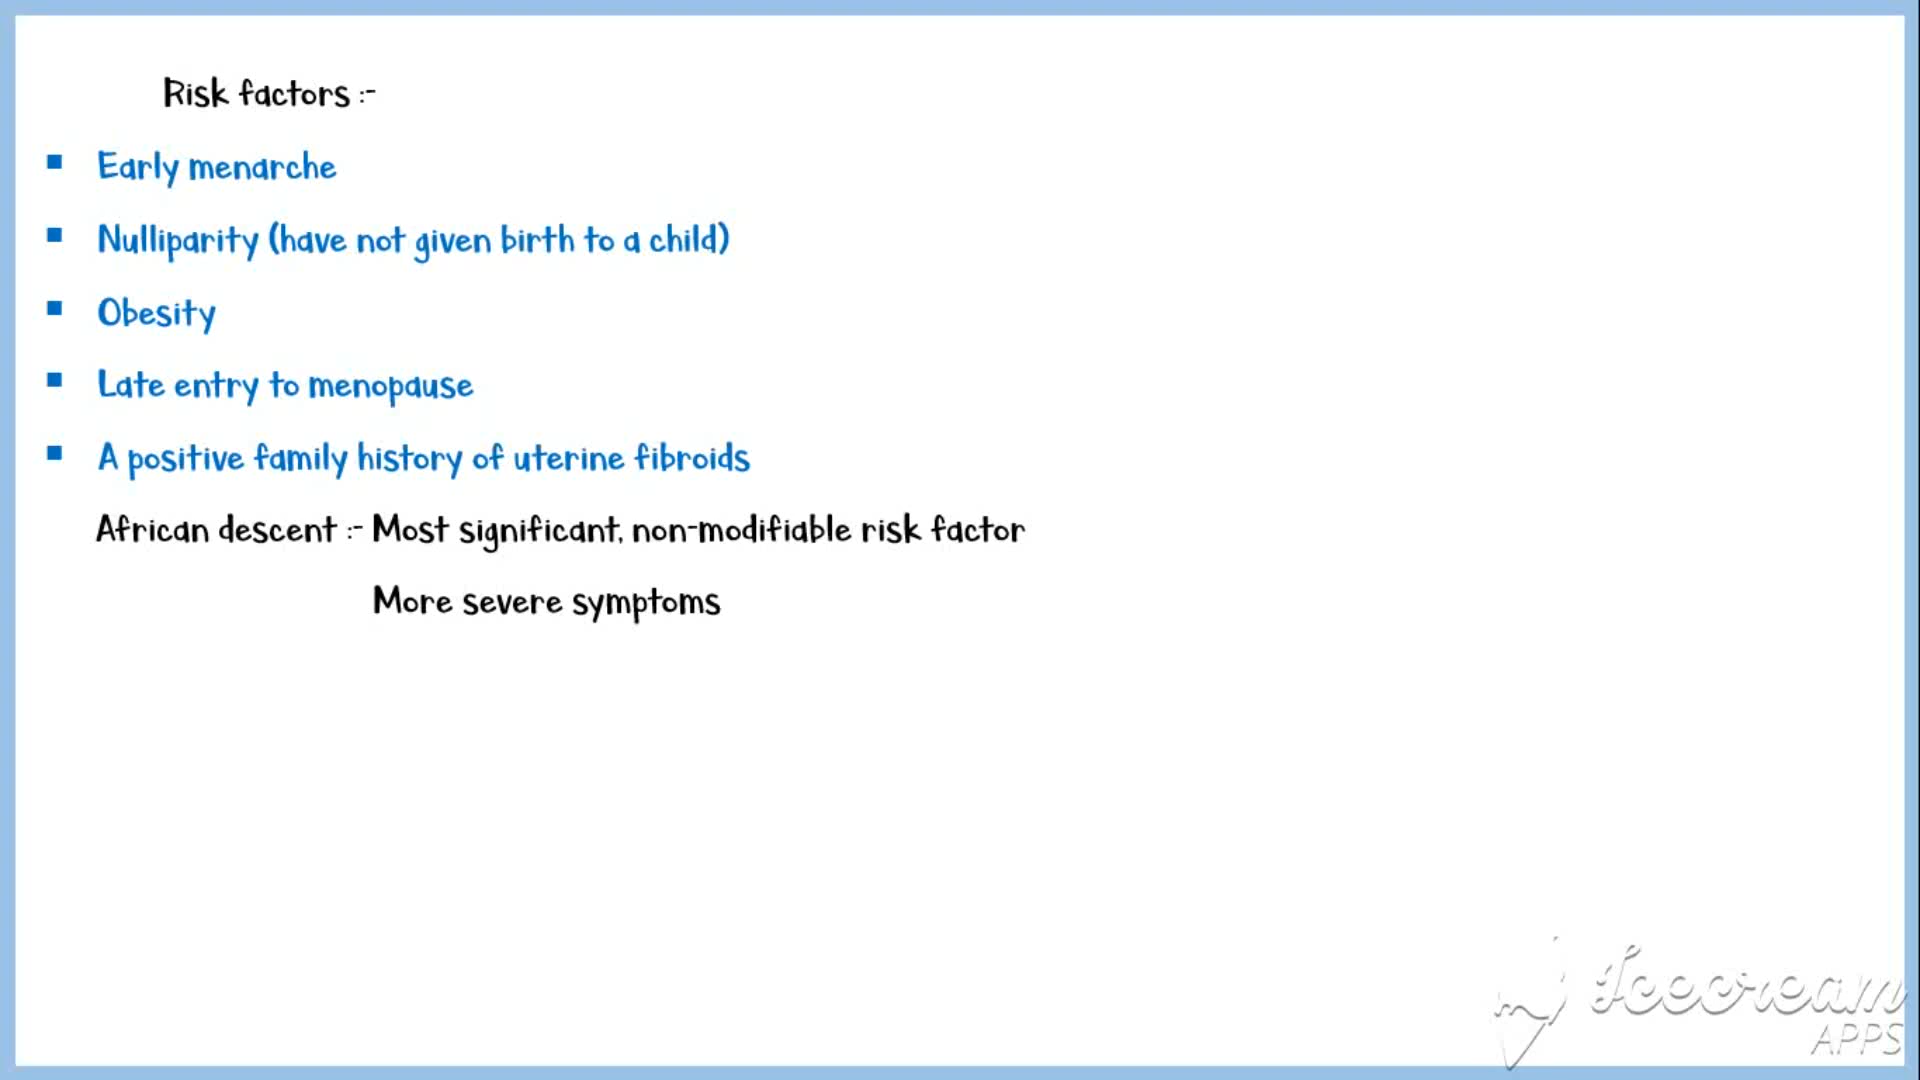 Risk factors :-
▪ Early menarche
▪ Nulliparity (have not given birth to a child)
▪ Obesity
▪ Late entry to menopause
▪ A positive family history of uterine fibroids
African descent :- Most significant, non-modifiable risk factor
More severe symptoms
Icecream
APPS